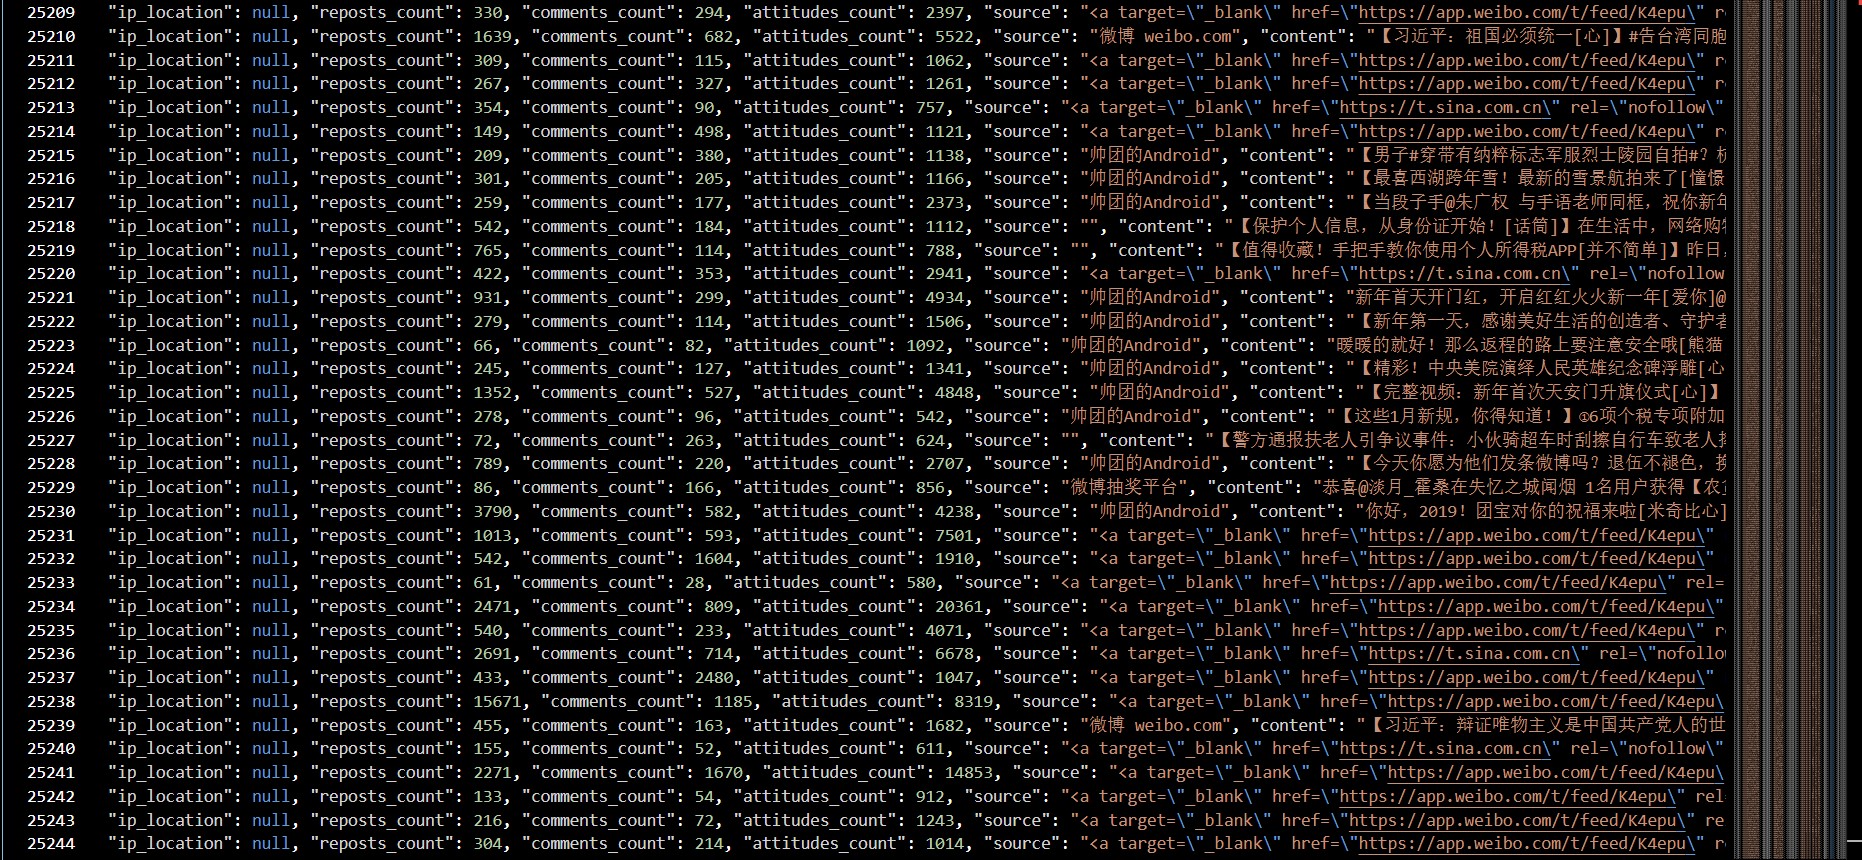 25209 "ip_location": null, "reposts_count": 330, "comments_count": 294, "attitudes_count": 2397, "source": "<a target=\"_blank\" href=\"https://app.weibo.com/t/feed/K4epu\" re
25210 "ip_location": null, "reposts_count": 1639, "comments_count": 682, "attitudes_count": 5522, "source": "微博 weibo.com", "content": "【习近平：祖国必须统一[心]】#告台湾同胞
25211 "ip_location": null, "reposts_count": 309, "comments_count": 115, "attitudes_count": 1062, "source": "<a target=\"_blank\" href=\"https://app.weibo.com/t/feed/K4epu\" r
25212 "ip_location": null, "reposts_count": 267, "comments_count": 327, "attitudes_count": 1261, "source": "<a target=\"_blank\" href=\"https://app.weibo.com/t/feed/K4epu\" r
25213 "ip_location": null, "reposts_count": 354, "comments_count": 90, "attitudes_count": 757, "source": "<a target=\"_blank\" href=\"https://t.sina.com.cn\" rel=\"nofollow\"
25214 "ip_location": null, "reposts_count": 149, "comments_count": 498, "attitudes_count": 1121, "source": "<a target=\"_blank\" href=\"https://app.weibo.com/t/feed/K4epu\" r
25215 "ip_location": null, "reposts_count": 209, "comments_count": 380, "attitudes_count": 1138, "source": "帅团的Android", "content": "【男子#穿带有纳粹标志军服烈士陵园自拍#？
25216 "ip_location": null, "reposts_count": 301, "comments_count": 205, "attitudes_count": 1166, "source": "帅团的Android", "content": "【最喜西湖跨年雪！最新的雪景航拍来了[憧憬
25217 "ip_location": null, "reposts_count": 259, "comments_count": 177, "attitudes_count": 2373, "source": "帅团的Android", "content": "【当段子手@朱广权 与手语老师同框，祝你新年
25218 "ip_location": null, "reposts_count": 542, "comments_count": 184, "attitudes_count": 1112, "source": "", "content": "【保护个人信息，从身份证开始！[话筒]】在生活中，网络购物
25219 "ip_location": null, "reposts_count": 765, "comments_count": 114, "attitudes_count": 788, "source": "", "content": "【值得收藏！手把手教你使用个人所得税APP[并不简单]】昨日，
25220 "ip_location": null, "reposts_count": 422, "comments_count": 353, "attitudes_count": 2941, "source": "<a target=\"_blank\" href=\"https://t.sina.com.cn\" rel=\"nofollow
25221 "ip_location": null, "reposts_count": 931, "comments_count": 299, "attitudes_count": 4934, "source": "帅团的Android", "content": "新年首天开门红，开启红红火火新一年[爱你]@
25222 "ip_location": null, "reposts_count": 279, "comments_count": 114, "attitudes_count": 1506, "source": "帅团的Android", "content": "【新年第一天，感谢美好生活的创造者、守护者
25223 "ip_location": null, "reposts_count": 66, "comments_count": 82, "attitudes_count": 1092, "source": "帅团的Android", "content": "暖暖的就好！那么返程的路上要注意安全哦[熊猫
25224 "ip_location": null, "reposts_count": 245, "comments_count": 127, "attitudes_count": 1341, "source": "帅团的Android", "content": "【精彩！中央美院演绎人民英雄纪念碑浮雕[心
25225 "ip_location": null, "reposts_count": 1352, "comments_count": 527, "attitudes_count": 4848, "source": "帅团的Android", "content": "【完整视频：新年首次天安门升旗仪式[心]】
25226 "ip_location": null, "reposts_count": 278, "comments_count": 96, "attitudes_count": 542, "source": "帅团的Android", "content": "【这些1月新规，你得知道！】①6项个税专项附加
25227 "ip_location": null, "reposts_count": 72, "comments_count": 263, "attitudes_count": 624, "source": "", "content": "【警方通报扶老人引争议事件：小伙骑超车时刮擦自行车致老人摔
25228 "ip_location": null, "reposts_count": 789, "comments_count": 220, "attitudes_count": 2707, "source": "帅团的Android", "content": "【今天你愿为他们发条微博吗？退伍不褪色，换
25229 "ip_location": null, "reposts_count": 86, "comments_count": 166, "attitudes_count": 856, "source": "微博抽奖平台", "content": "恭喜@淡月_霍桑在失忆之城闻烟 1名用户获得【农
25230 "ip_location": null, "reposts_count": 3790, "comments_count": 582, "attitudes_count": 4238, "source": "帅团的Android", "content": "你好，2019！团宝对你的祝福来啦[米奇比心]
25231 "ip_location": null, "reposts_count": 1013, "comments_count": 593, "attitudes_count": 7501, "source": "<a target=\"_blank\" href=\"https://app.weibo.com/t/feed/K4epu\"
25232 "ip_location": null, "reposts_count": 542, "comments_count": 1604, "attitudes_count": 1910, "source": "<a target=\"_blank\" href=\"https://app.weibo.com/t/feed/K4epu\"
25233 "ip_location": null, "reposts_count": 61, "comments_count": 28, "attitudes_count": 580, "source": "<a target=\"_blank\" href=\"https://app.weibo.com/t/feed/K4epu\" rel=
25234 "ip_location": null, "reposts_count": 2471, "comments_count": 809, "attitudes_count": 20361, "source": "<a target=\"_blank\" href=\"https://app.weibo.com/t/feed/K4epu\"
25235 "ip_location": null, "reposts_count": 540, "comments_count": 233, "attitudes_count": 4071, "source": "<a target=\"_blank\" href=\"https://app.weibo.com/t/feed/K4epu\" r
25236 "ip_location": null, "reposts_count": 2691, "comments_count": 714, "attitudes_count": 6678, "source": "<a target=\"_blank\" href=\"https://t.sina.com.cn\" rel=\"nofollow
25237 "ip_location": null, "reposts_count": 433, "comments_count": 2480, "attitudes_count": 1047, "source": "<a target=\"_blank\" href=\"https://app.weibo.com/t/feed/K4epu\"
25238 "ip_location": null, "reposts_count": 15671, "comments_count": 1185, "attitudes_count": 8319, "source": "<a target=\"_blank\" href=\"https://app.weibo.com/t/feed/K4epu\
25239 "ip_location": null, "reposts_count": 455, "comments_count": 163, "attitudes_count": 1682, "source": "微博 weibo.com", "content": "【习近平：辩证唯物主义是中国共产党人的世
25240 "ip_location": null, "reposts_count": 155, "comments_count": 52, "attitudes_count": 611, "source": "<a target=\"_blank\" href=\"https://t.sina.com.cn\" rel=\"nofollow\"
25241 "ip_location": null, "reposts_count": 2271, "comments_count": 1670, "attitudes_count": 14853, "source": "<a target=\"_blank\" href=\"https://app.weibo.com/t/feed/K4epu\
25242 "ip_location": null, "reposts_count": 133, "comments_count": 54, "attitudes_count": 912, "source": "<a target=\"_blank\" href=\"https://app.weibo.com/t/feed/K4epu\" rel
25243 "ip_location": null, "reposts_count": 216, "comments_count": 72, "attitudes_count": 1243, "source": "<a target=\"_blank\" href=\"https://app.weibo.com/t/feed/K4epu\" re
25244 "ip_location": null, "reposts_count": 304, "comments_count": 214, "attitudes_count": 1014, "source": "<a target=\"_blank\" href=\"https://app.weibo.com/t/feed/K4epu\" r